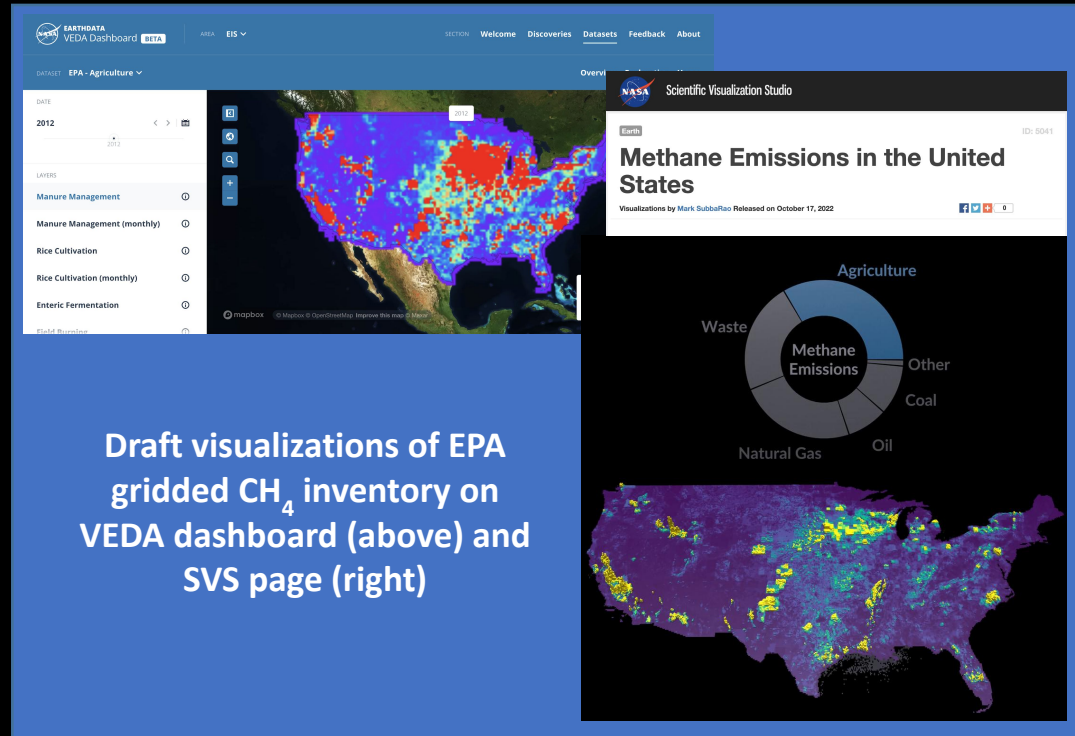 NASA
EARTHDATA
VEDA Dashboard BETA
AREA EIS
SECTION Welcome Discoveries Datasets Feedback About
DATASET EPA - Agriculture
DATE
2012
2012
LAYERS
Manure Management
Manure Management (monthly)
Rice Cultivation
Rice Cultivation (monthly)
Enteric Fermentation
Field Burning
2012
mapbox
© Mapbox © OpenStreetMap Improve this map © Maxar
NASA
Scientific Visualization Studio
Earth
ID: 5041
Methane Emissions in the United
States
Visualizations by Mark SubbaRao Released on October 17, 2022
0
Agriculture
Waste
Methane
Emissions
Other
Coal
Oil
Natural Gas
Draft visualizations of EPA
gridded CH₄ inventory on
VEDA dashboard (above) and
SVS page (right)